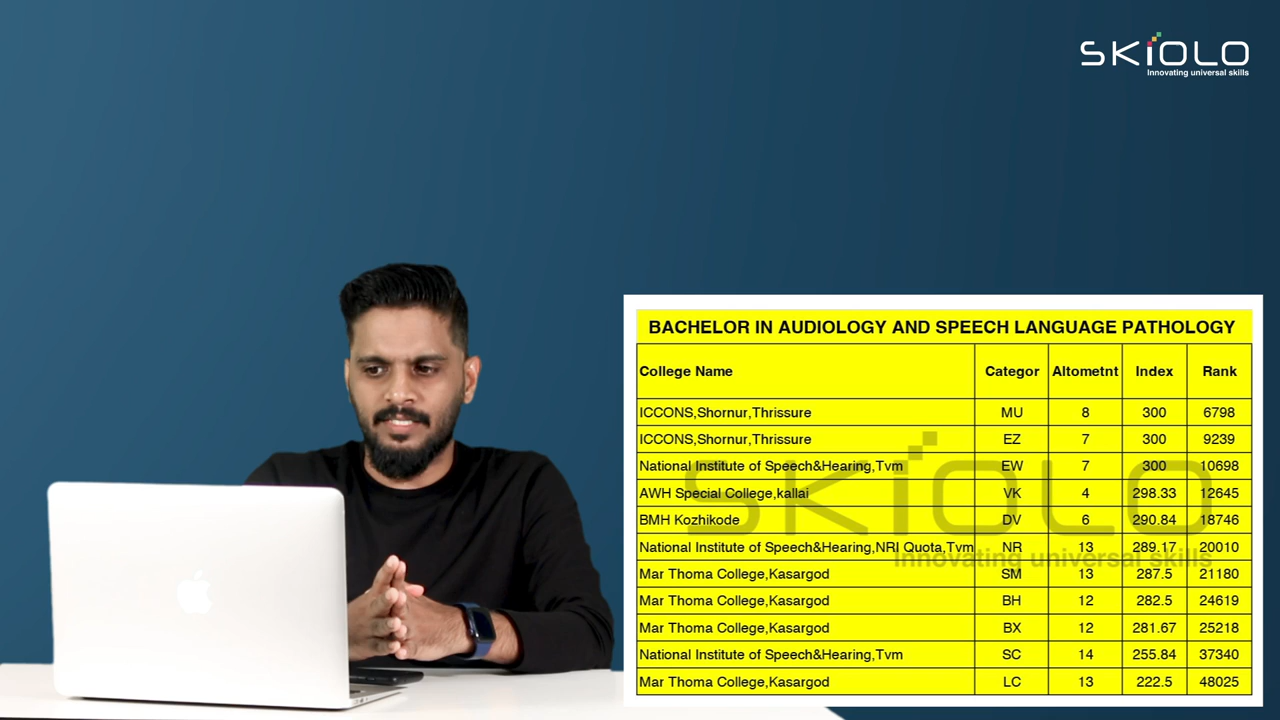 SKiOLO
Innovating universal skills
BACHELOR IN AUDIOLOGY AND SPEECH LANGUAGE PATHOLOGY
College Name Categor Altometnt Index Rank
ICCONS,Shornur,Thrissure MU 8 300 6798
ICCONS,Shornur,Thrissure EZ 7 300 9239
National Institute of Speech&Hearing,Tvm EW 7 300 10698
AWH Special College,kallai VK 4 298.33 12645
BMH Kozhikode DV 6 290.84 18746
National Institute of Speech&Hearing,NRI Quota,Tvm NR 13 289.17 20010
Mar Thoma College,Kasargod SM 13 287.5 21180
Mar Thoma College,Kasargod BH 12 282.5 24619
Mar Thoma College,Kasargod BX 12 281.67 25218
National Institute of Speech&Hearing,Tvm SC 14 255.84 37340
Mar Thoma College,Kasargod LC 13 222.5 48025
SKiOLO
Innovating universal skills